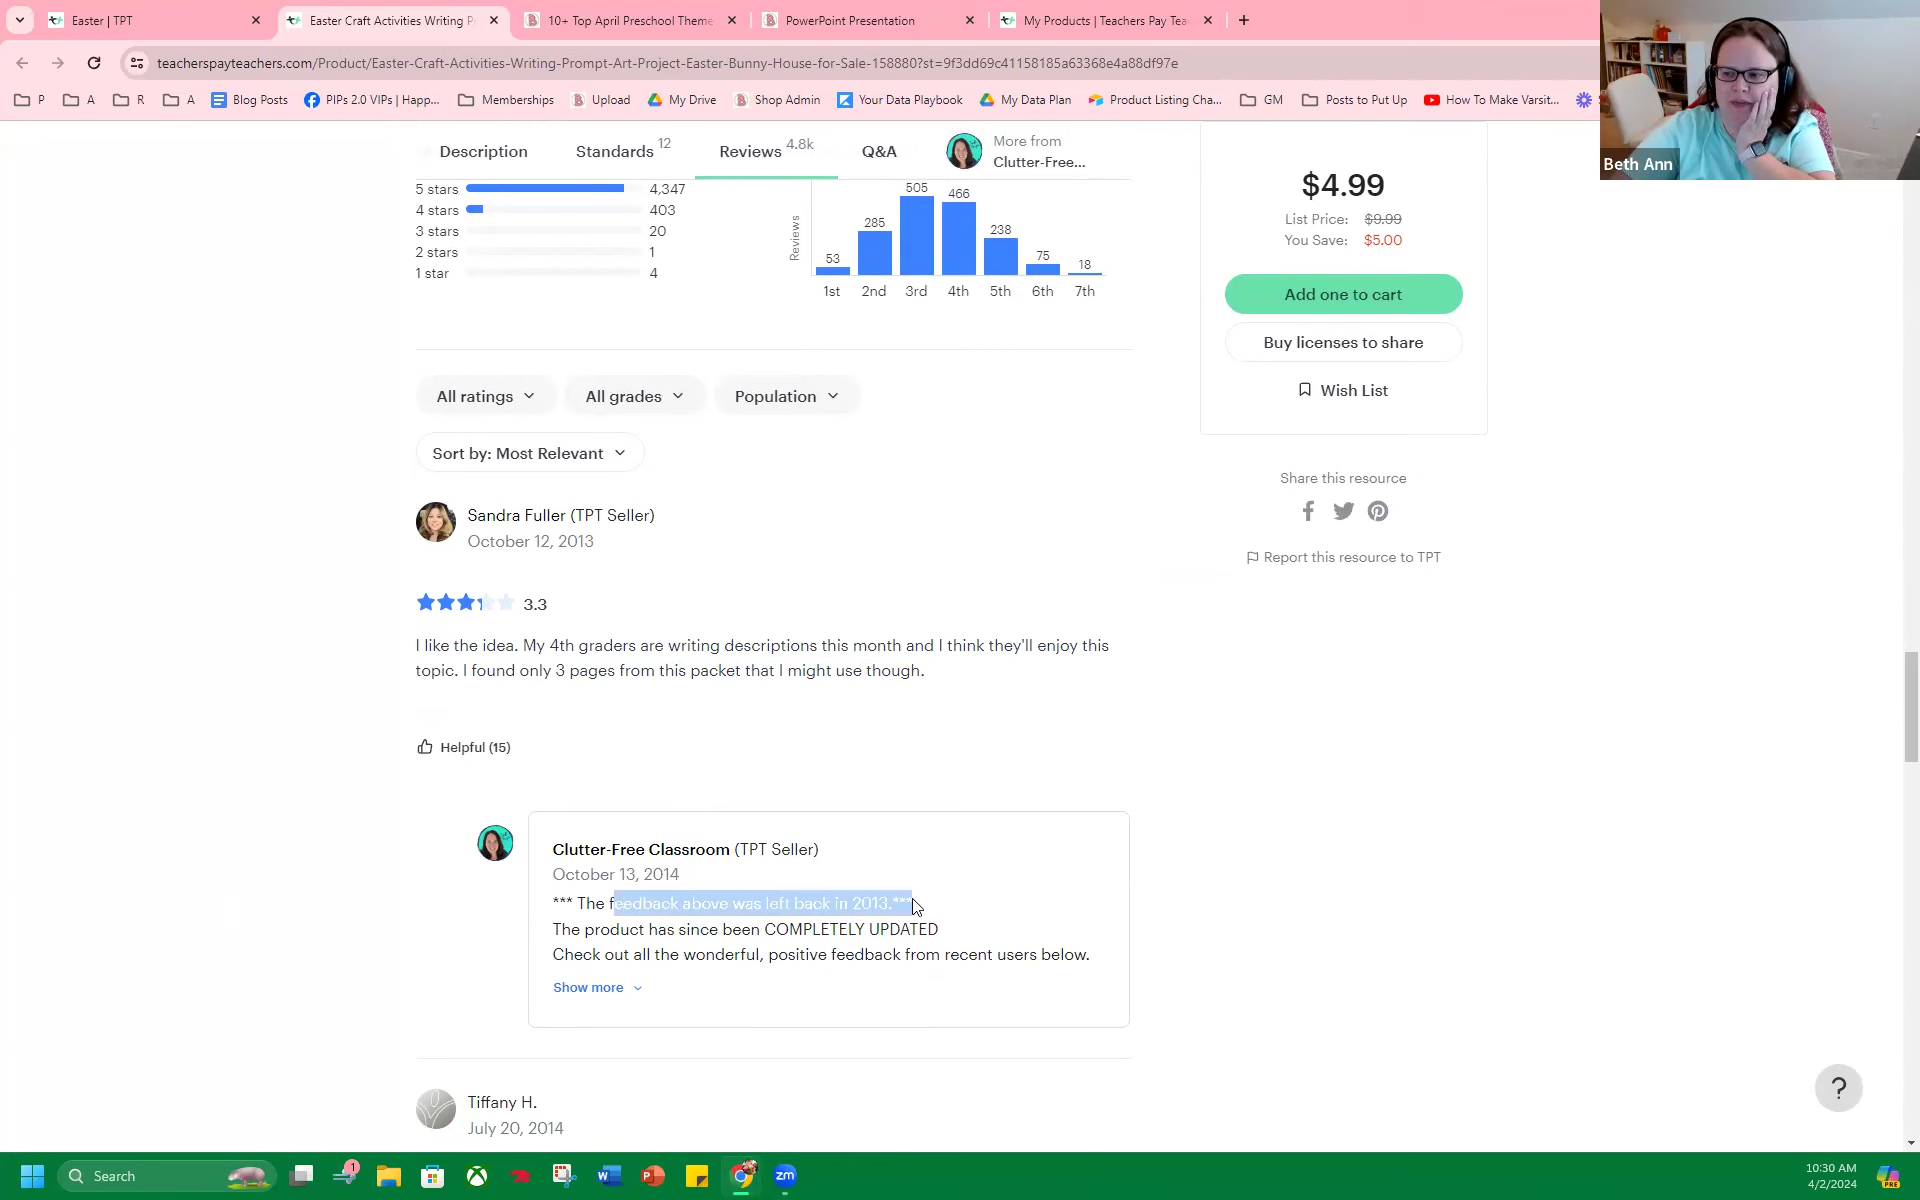 Easter | TPT
Easter Craft Activities Writing P
10+ Top April Preschool Theme
PowerPoint Presentation
My Products | Teachers Pay Tea
teacherspayteachers.com/Product/Easter-Craft-Activities-Writing-Prompt-Art-Project-Easter-Bunny-House-for-Sale-158880?st=9f3dd69c41158185a63368e4a88df97e
P A R A Blog Posts PIPs 2.0 VIPs | Happ... Memberships Upload My Drive Shop Admin Your Data Playbook My Data Plan Product Listing Cha... GM Posts to Put Up How To Make Varsit...
Beth Ann
Description
Standards 12
Reviews 4.8k
Q&A
More from
Clutter-Free...
5 stars 4,347
4 stars 403
3 stars 20
2 stars 1
1 star 4
Reviews
53 285 505 466 238 75 18
1st 2nd 3rd 4th 5th 6th 7th
$4.99
List Price: $9.99
You Save: $5.00
Add one to cart
Buy licenses to share
Wish List
Share this resource
Report this resource to TPT
All ratings
All grades
Population
Sort by: Most Relevant
Sandra Fuller (TPT Seller)
October 12, 2013
3.3
I like the idea. My 4th graders are writing descriptions this month and I think they'll enjoy this
topic. I found only 3 pages from this packet that I might use though.
Helpful (15)
Clutter-Free Classroom (TPT Seller)
October 13, 2014
*** The feedback above was left back in 2013.***
The product has since been COMPLETELY UPDATED
Check out all the wonderful, positive feedback from recent users below.
Show more
Tiffany H.
July 20, 2014
?
Search
1
zm
10:30 AM
4/2/2024
PRE